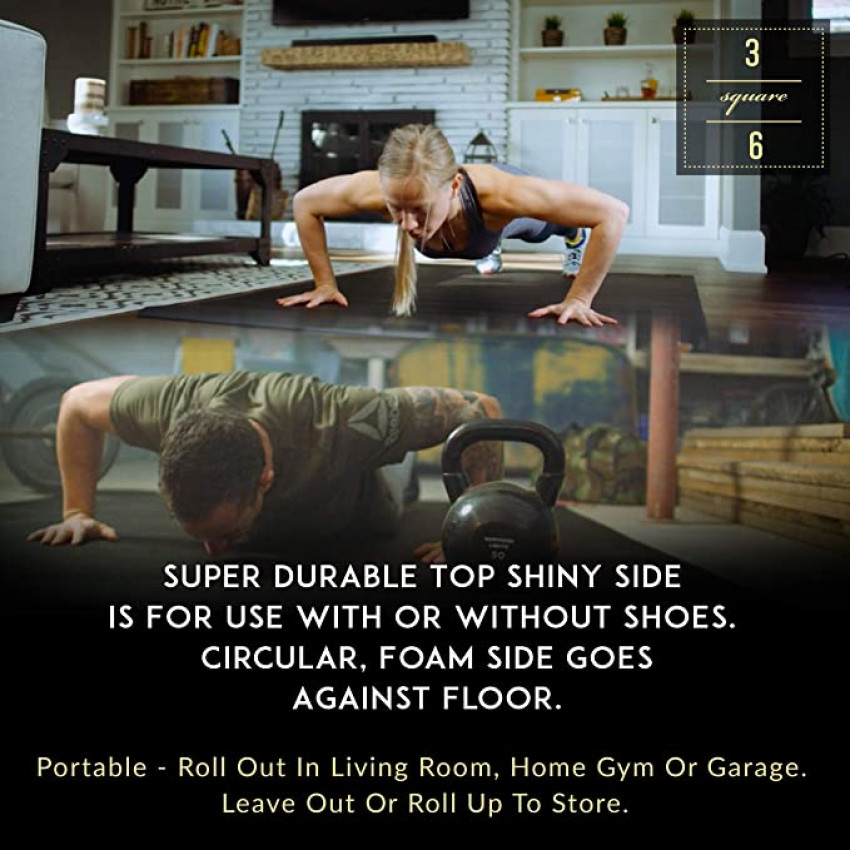 3
square
6
SUPER DURABLE TOP SHINY SIDE
IS FOR USE WITH OR WITHOUT SHOES.
CIRCULAR, FOAM SIDE GOES
AGAINST FLOOR.
Portable - Roll Out In Living Room, Home Gym Or Garage.
Leave Out Or Roll Up To Store.